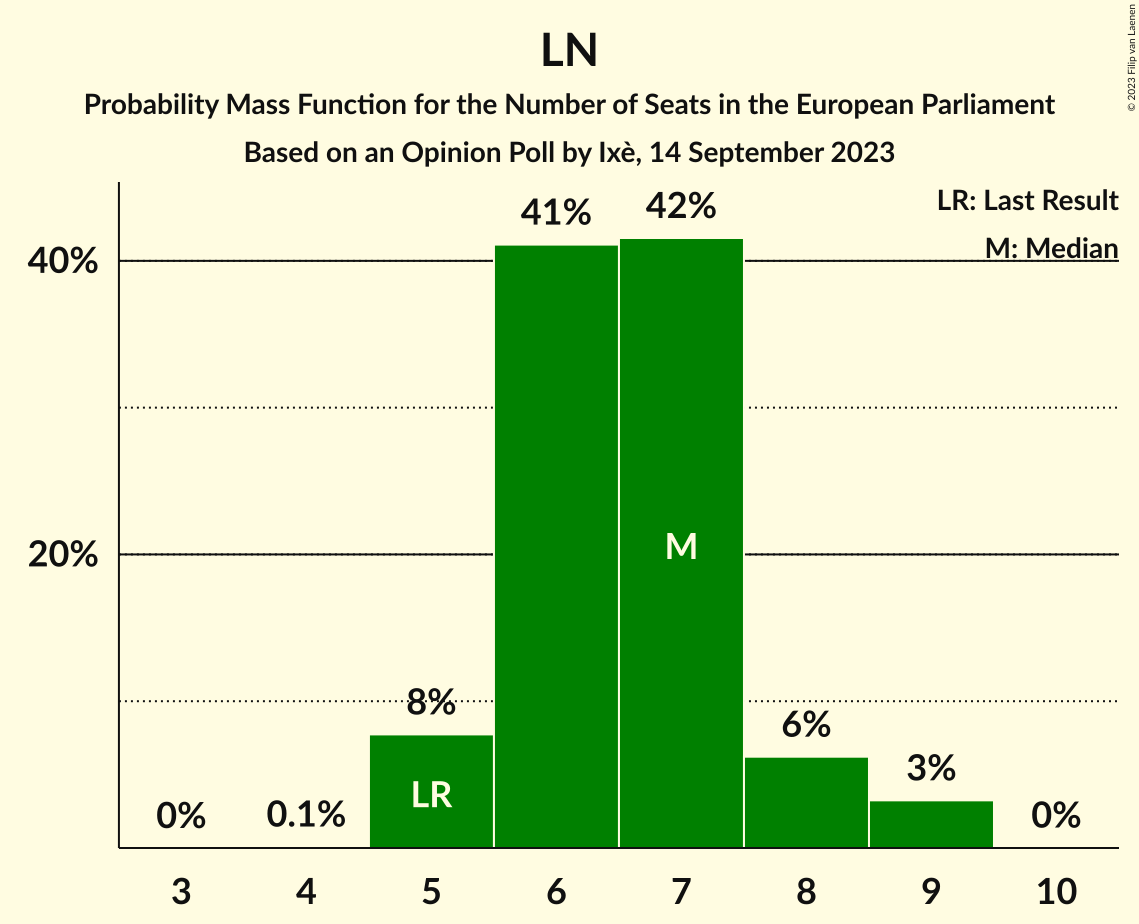 LN
Probability Mass Function for the Number of Seats in the European Parliament
Based on an Opinion Poll by Ixè, 14 September 2023
© 2023 Filip van Laenen
LR: Last Result
M: Median
40%
20%
0%
0.1%
8%
41%
42%
6%
3%
0%
LR
M
3 4 5 6 7 8 9 10